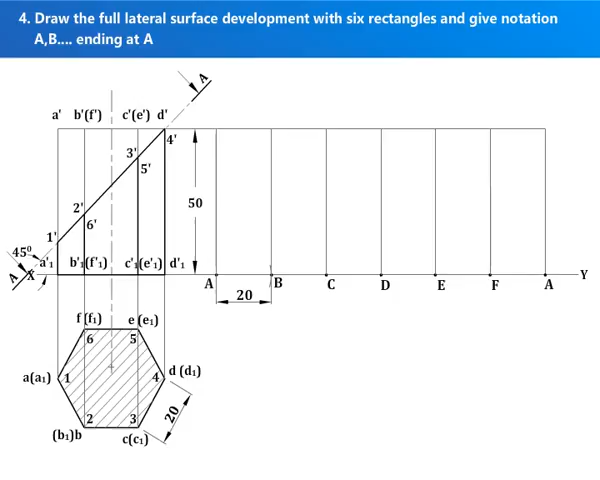 4. Draw the full lateral surface development with six rectangles and give notation
A,B.... ending at A
A
a' b'(f') c'(e') d'
4'
3'
5'
50
2'
6'
1'
45⁰
A X a'₁ b'₁(f'₁) c'₁(e'₁) d'₁ Y
A B C D E F A
20
f (f₁) e (e₁)
6 5
a(a₁) 1 4 d (d₁)
2 3 20
(b₁)b c(c₁)